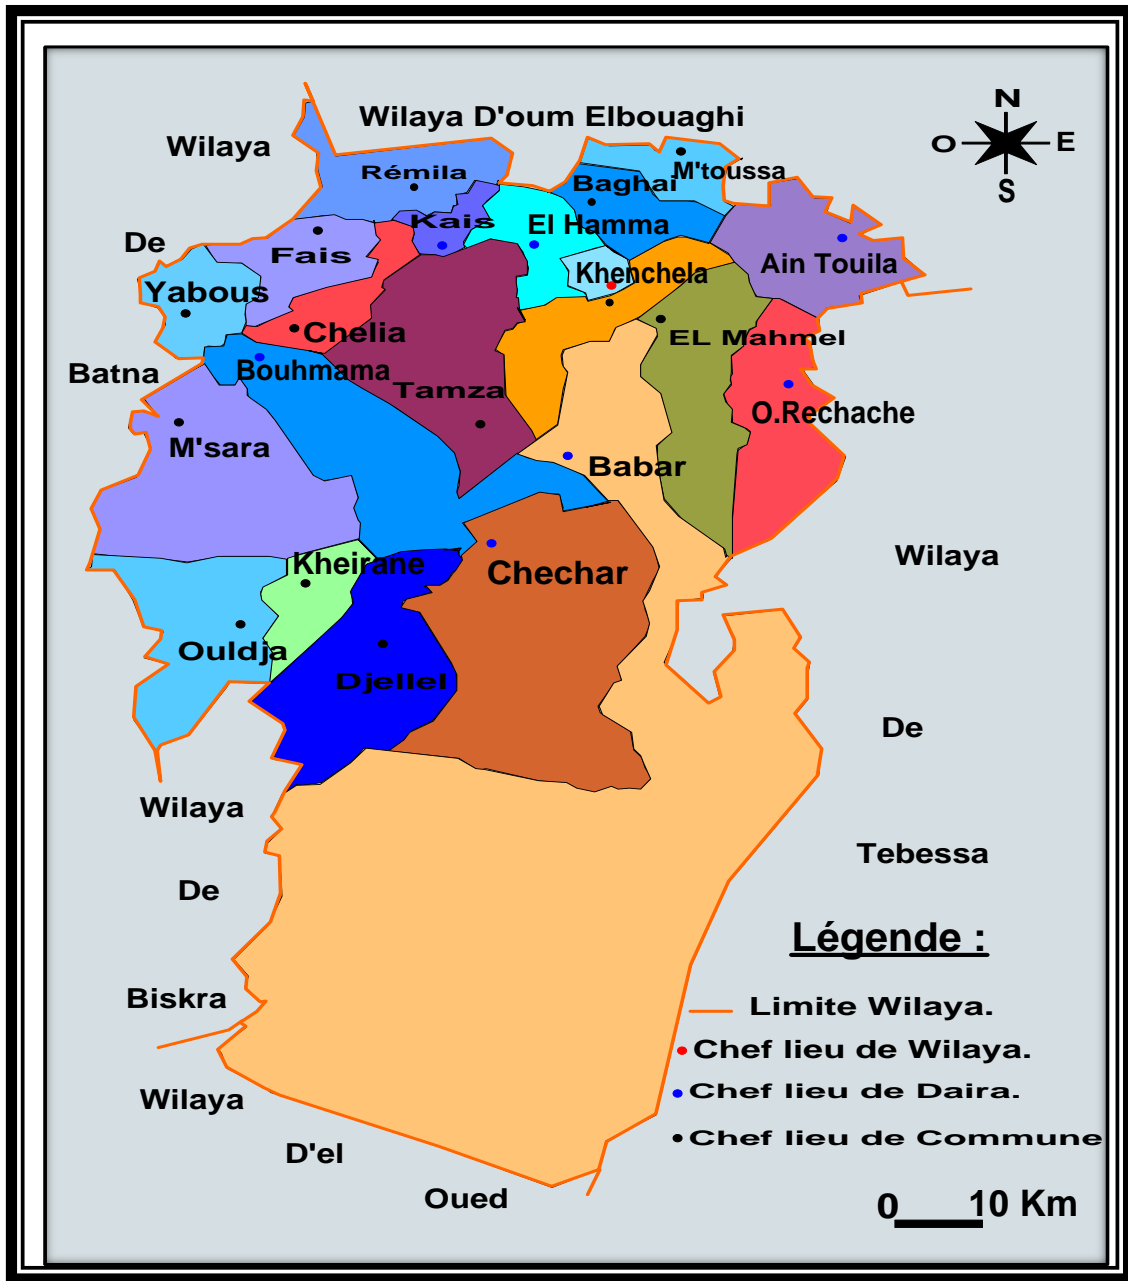 N
Wilaya D'oum Elbouaghi
O
E
Wilaya
M'toussa
Rémila
Baghai
S
Kais
El Hamma
De
Fais
Ain Touila
Khenchela
Yabous
Chelia
EL Mahmel
Batna
Bouhmama
Tamza
O.Rechache
M'sara
Babar
Wilaya
Kheirane
Chechar
Ouldja
Djellel
De
Wilaya
Tebessa
De
Légende :
Biskra
Limite Wilaya.
Chef lieu de Wilaya.
Chef lieu de Daira.
Wilaya
Chef lieu de Commune
D'el
Oued
0 10 Km